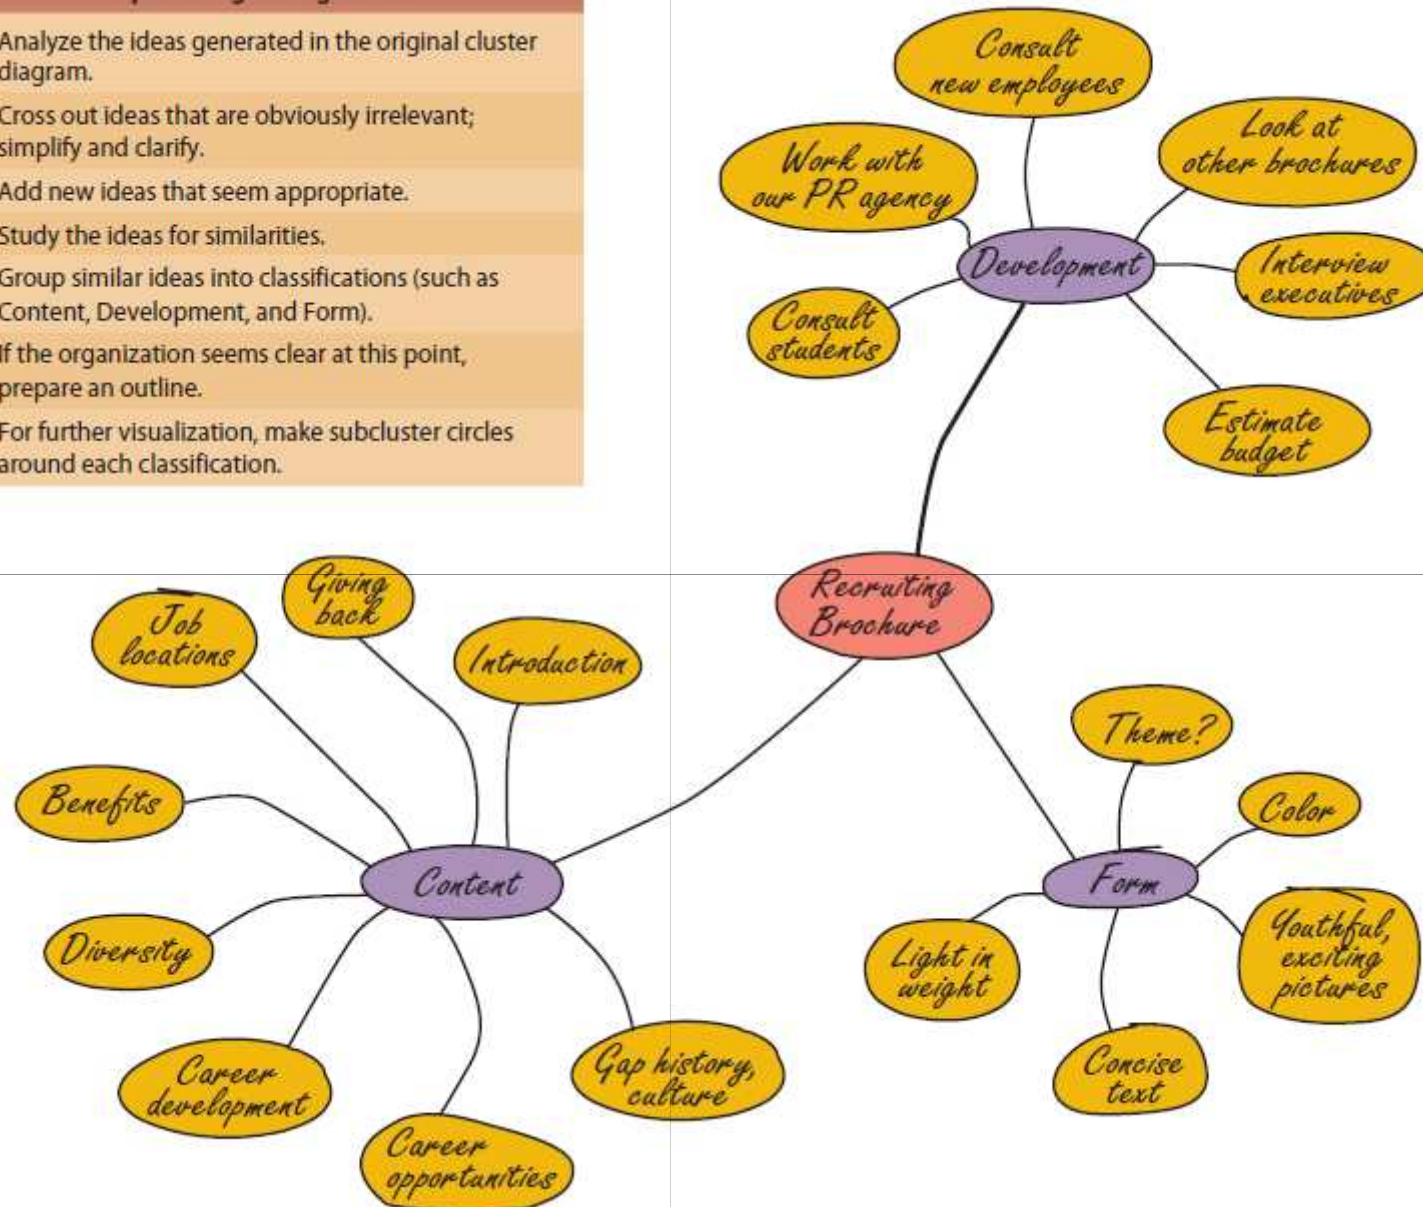 Analyze the ideas generated in the original cluster
diagram.
Cross out ideas that are obviously irrelevant;
simplify and clarify.
Add new ideas that seem appropriate.
Study the ideas for similarities.
Group similar ideas into classifications (such as
Content, Development, and Form).
If the organization seems clear at this point,
prepare an outline.
For further visualization, make subcluster circles
around each classification.
Consult
new employees
Work with
our PR agency
Look at
other brochures
Development
Interview
executives
Consult
students
Estimate
budget
Recruiting
Brochure
Giving
back
Job
locations
Introduction
Benefits
Content
Diversity
Career
development
Career
opportunities
Gap history,
culture
Theme?
Color
Form
Light in
weight
Youthful,
exciting
pictures
Concise
text